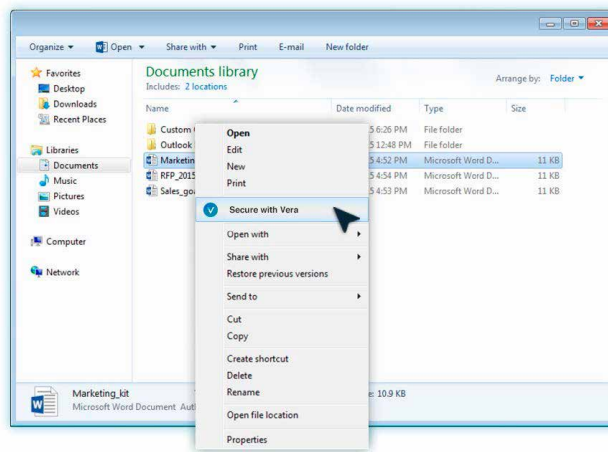 Organize Open Share with Print E-mail New folder
Favorites
Desktop
Downloads
Recent Places
Libraries
Documents
Music
Pictures
Videos
Computer
Network
Documents library
Includes: 2 locations
Arrange by: Folder
Name Date modified Type Size
Custom 5 6:26 PM File folder
Outlook 5 12:48 PM File folder
Marketin 5 4:52 PM Microsoft Word D... 11 KB
RFP_2015 5 4:54 PM Microsoft Word D... 11 KB
Sales_go 5 4:53 PM Microsoft Word D... 11 KB
Open
Edit
New
Print
Secure with Vera
Open with
Share with
Restore previous versions
Send to
Cut
Copy
Create shortcut
Delete
Rename
Open file location
Properties
Marketing_kit
Microsoft Word Document Aut
10.9 KB
W